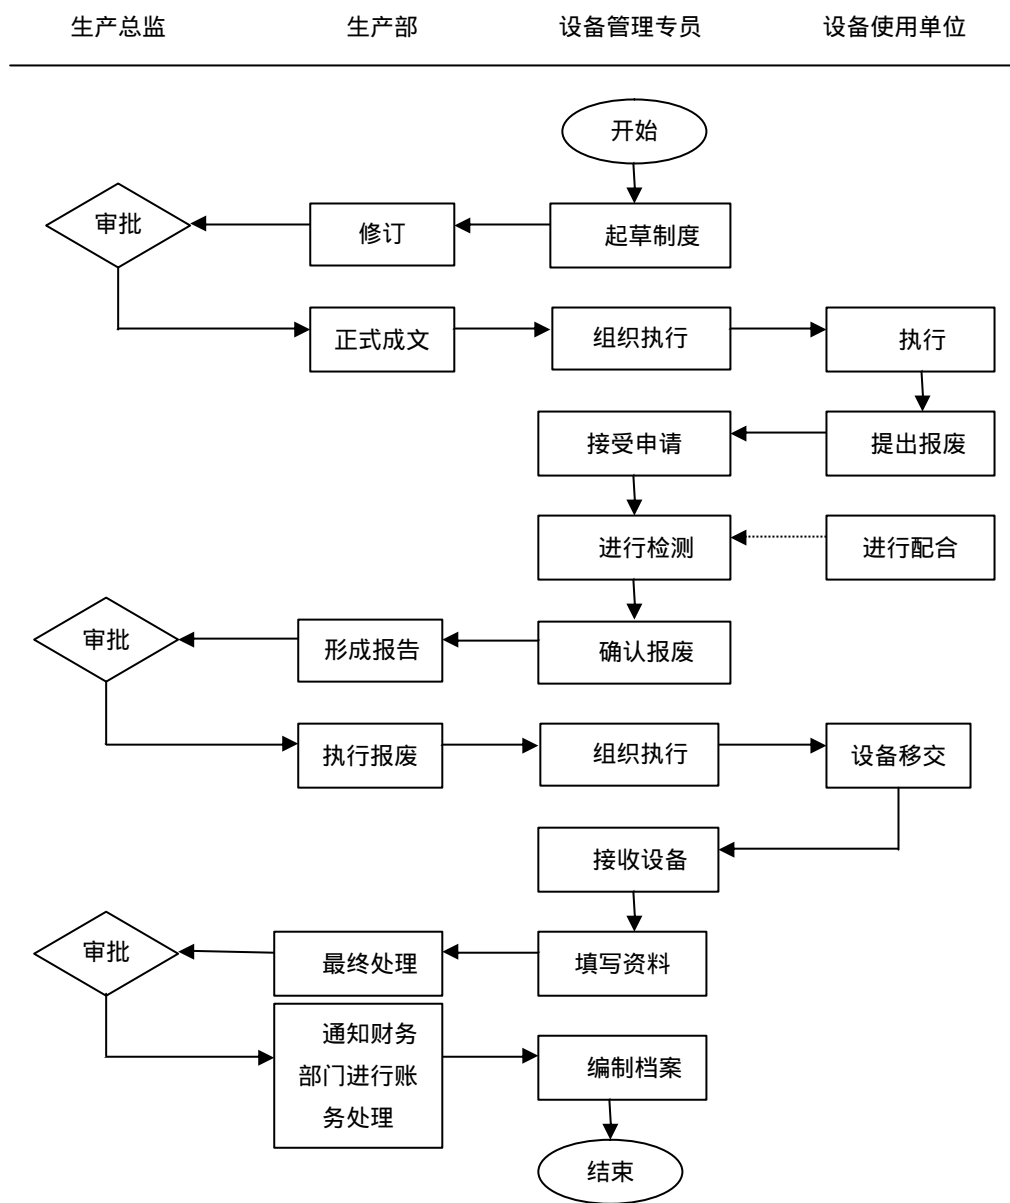 生产总监
生产部
设备管理专员
设备使用单位
开始
审批
修订
起草制度
正式成文
组织执行
执行
接受申请
提出报废
进行检测
进行配合
审批
形成报告
确认报废
执行报废
组织执行
设备移交
接收设备
审批
最终处理
填写资料
通知财务
部门进行账
务处理
编制档案
结束